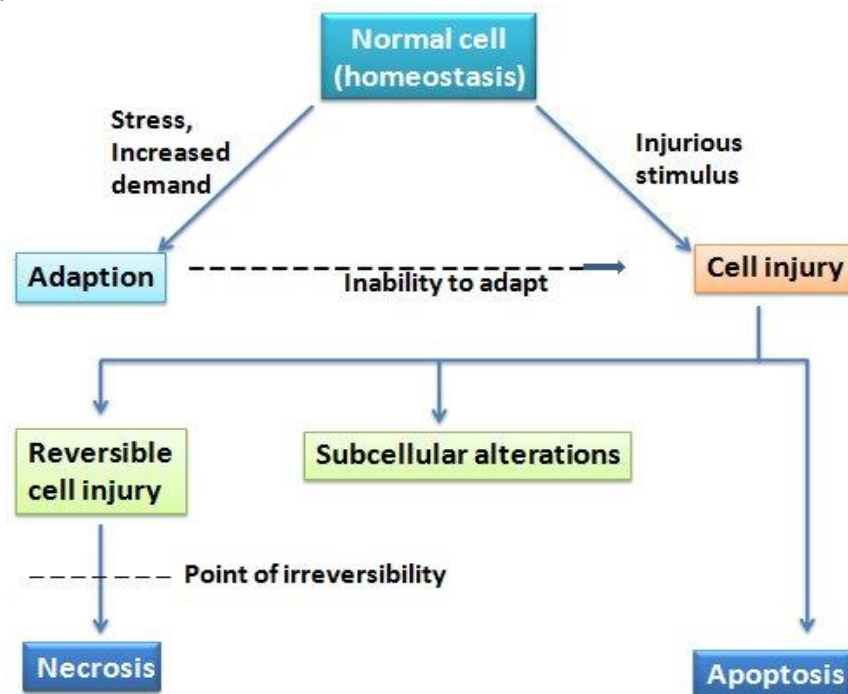 Normal cell
(homeostasis)
Stress,
Increased
demand
Injurious
stimulus
Adaption
Inability to adapt
Cell injury
Reversible
cell injury
Subcellular alterations
Point of irreversibility
Necrosis
Apoptosis